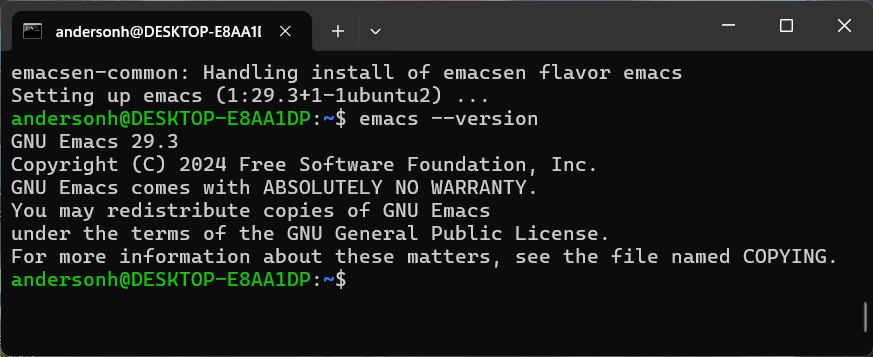 andersonh@DESKTOP-E8AA1
emacsen-common: Handling install of emacsen flavor emacs
Setting up emacs (1:29.3+1-1ubuntu2) ...
andersonh@DESKTOP-E8AA1DP:~$ emacs --version
GNU Emacs 29.3
Copyright (C) 2024 Free Software Foundation, Inc.
GNU Emacs comes with ABSOLUTELY NO WARRANTY.
You may redistribute copies of GNU Emacs
under the terms of the GNU General Public License.
For more information about these matters, see the file named COPYING.
andersonh@DESKTOP-E8AA1DP:~$